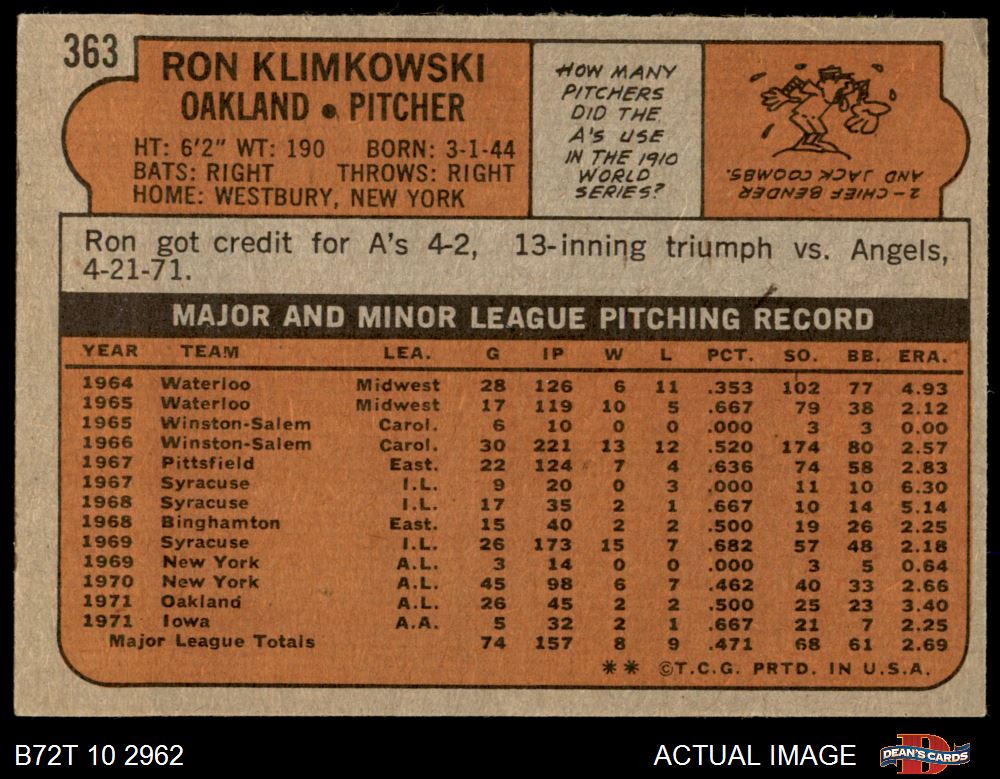 363
RON KLIMKOWSKI
OAKLAND • PITCHER
HT: 6'2" WT: 190 BORN: 3-1-44
BATS: RIGHT THROWS: RIGHT
HOME: WESTBURY, NEW YORK
HOW MANY
PITCHERS
DID THE
A'S USE
IN THE 1910
WORLD
SERIES?
2-CHIEF BENDER
AND JACK COOMBS.
Ron got credit for A's 4-2, 13-inning triumph vs. Angels,
4-21-71.
MAJOR AND MINOR LEAGUE PITCHING RECORD
YEAR TEAM LEA. G IP W L PCT. SO. BB. ERA.
1964 Waterloo Midwest 28 126 6 11 .353 102 77 4.93
1965 Waterloo Midwest 17 119 10 5 .667 79 38 2.12
1965 Winston-Salem Carol. 6 10 0 0 .000 3 3 0.00
1966 Winston-Salem Carol. 30 221 13 12 .520 174 80 2.57
1967 Pittsfield East. 22 124 7 4 .636 74 58 2.83
1967 Syracuse I.L. 9 20 0 3 .000 11 10 6.30
1968 Syracuse I.L. 17 35 2 1 .667 10 14 5.14
1968 Binghamton East. 15 40 2 2 .500 19 26 2.25
1969 Syracuse I.L. 26 173 15 7 .682 57 48 2.18
1969 New York A.L. 3 14 0 0 .000 3 5 0.64
1970 New York A.L. 45 98 6 7 .462 40 33 2.66
1971 Oakland A.L. 26 45 2 2 .500 25 23 3.40
1971 Iowa A.A. 5 32 2 1 .667 21 7 2.25
Major League Totals 74 157 8 9 .471 68 61 2.69
** ©T.C.G. PRTD. IN U.S.A.
B72T 10 2962
ACTUAL IMAGE
DEAN'S CARDS